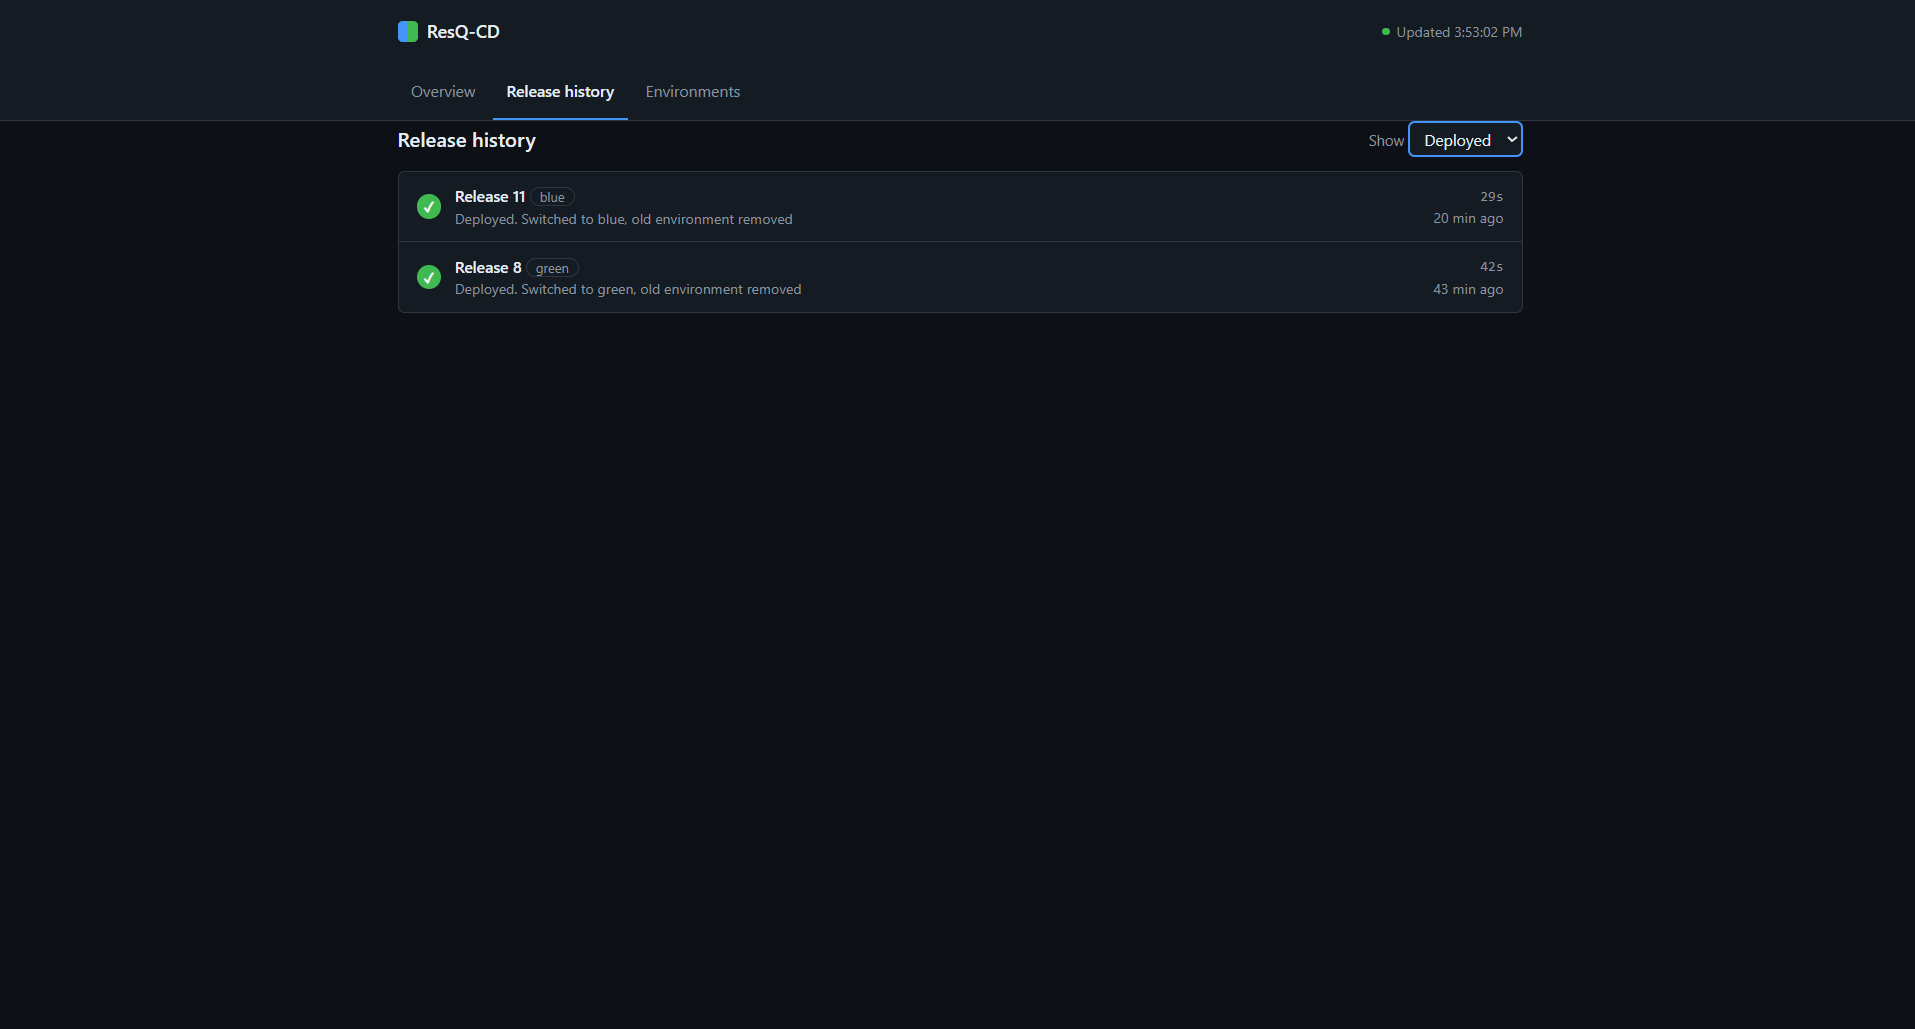 ResQ-CD
Updated 3:53:02 PM
Overview Release history Environments
Release history
Show Deployed
Release 11 blue
29s
Deployed. Switched to blue, old environment removed
20 min ago
Release 8 green
42s
Deployed. Switched to green, old environment removed
43 min ago